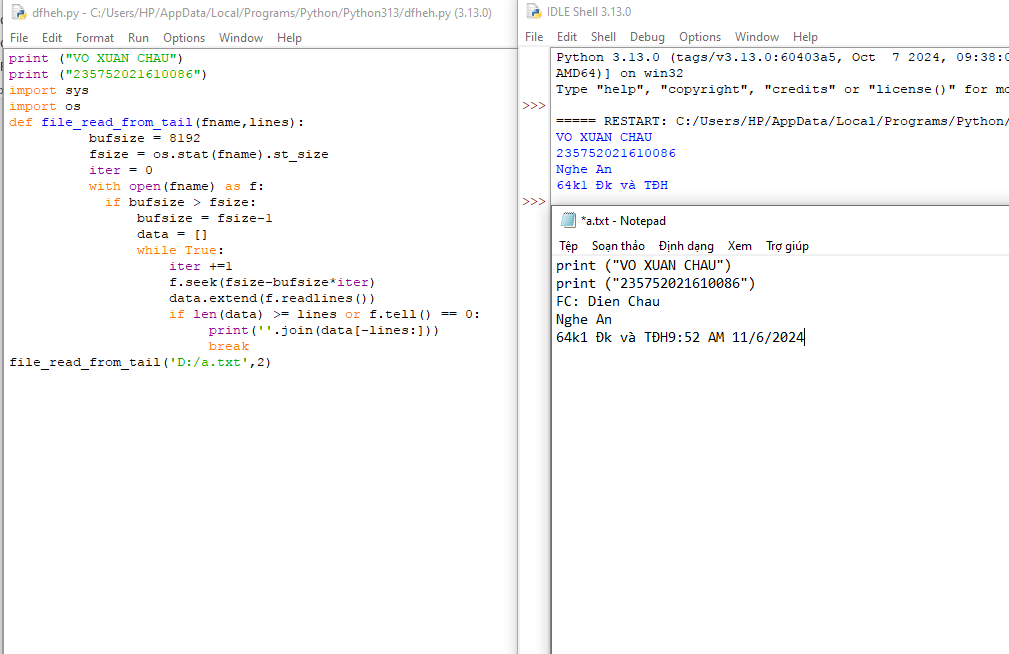 dfheh.py - C:/Users/HP/AppData/Local/Programs/Python/Python313/dfheh.py (3.13.0)
File Edit Format Run Options Window Help
print ("VO XUAN CHAU")
print ("235752021610086")
import sys
import os
def file_read_from_tail(fname,lines):
bufsize = 8192
fsize = os.stat(fname).st_size
iter = 0
with open(fname) as f:
if bufsize > fsize:
bufsize = fsize-1
data = []
while True:
iter +=1
f.seek(fsize-bufsize*iter)
data.extend(f.readlines())
if len(data) >= lines or f.tell() == 0:
print(''.join(data[-lines:]))
break
file_read_from_tail('D:/a.txt',2)
IDLE Shell 3.13.0
File Edit Shell Debug Options Window Help
Python 3.13.0 (tags/v3.13.0:60403a5, Oct 7 2024, 09:38:0
AMD64)] on win32
Type "help", "copyright", "credits" or "license()" for mo
>>>
===== RESTART: C:/Users/HP/AppData/Local/Programs/Python/
VO XUAN CHAU
235752021610086
Nghe An
64k1 Đk và TĐH
>>>
*a.txt - Notepad
Tệp Soạn thảo Định dạng Xem Trợ giúp
print ("VO XUAN CHAU")
print ("235752021610086")
FC: Dien Chau
Nghe An
64k1 Đk và TĐH9:52 AM 11/6/2024